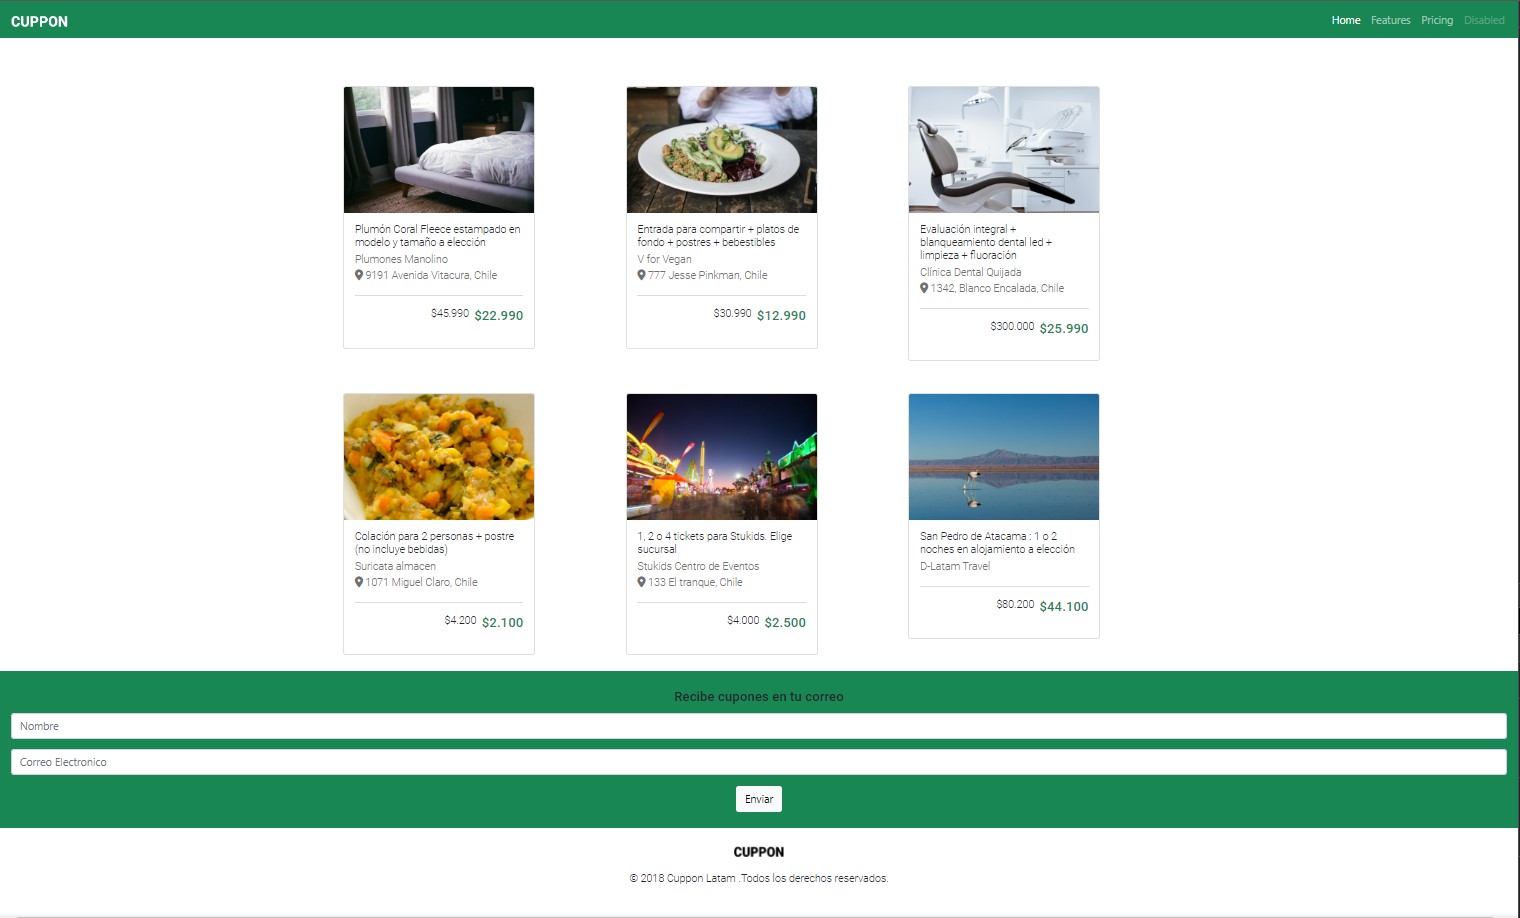 CUPPON
Home Features Pricing Disabled
Plumón Coral Fleece estampado en
modelo y tamaño a elección
Plumones Manolino
9191 Avenida Vitacura, Chile
$45.990 $22.990
Entrada para compartir + platos de
fondo + postres + bebestibles
V for Vegan
777 Jesse Pinkman, Chile
$30.990 $12.990
Evaluación integral +
blanqueamiento dental led +
limpieza + fluoración
Clínica Dental Quijada
1342, Blanco Encalada, Chile
$300.000 $25.990
Colación para 2 personas + postre
(no incluye bebidas)
Suricata almacen
1071 Miguel Claro, Chile
$4.200 $2.100
1, 2 o 4 tickets para Stukids. Elige
sucursal
Stukids Centro de Eventos
133 El tranque, Chile
$4.000 $2.500
San Pedro de Atacama : 1 o 2
noches en alojamiento a elección
D-Latam Travel
$80.200 $44.100
Recibe cupones en tu correo
Nombre
Correo Electronico
Enviar
CUPPON
© 2018 Cuppon Latam .Todos los derechos reservados.